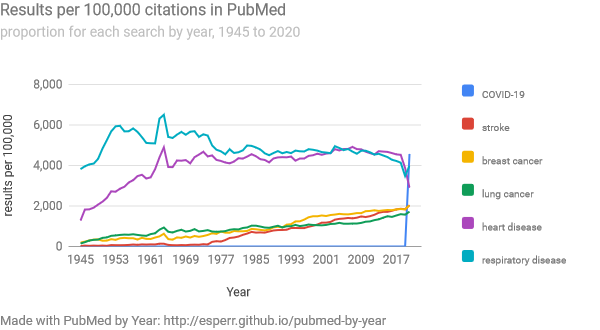 Results per 100,000 citations in PubMed
proportion for each search by year, 1945 to 2020
8,000
6,000
4,000
2,000
0
results per 100,000
1945
1953
1961
1969
1977
1985
1993
2001
2009
2017
Year
COVID-19
stroke
breast cancer
lung cancer
heart disease
respiratory disease
Made with PubMed by Year: http://esperr.github.io/pubmed-by-year